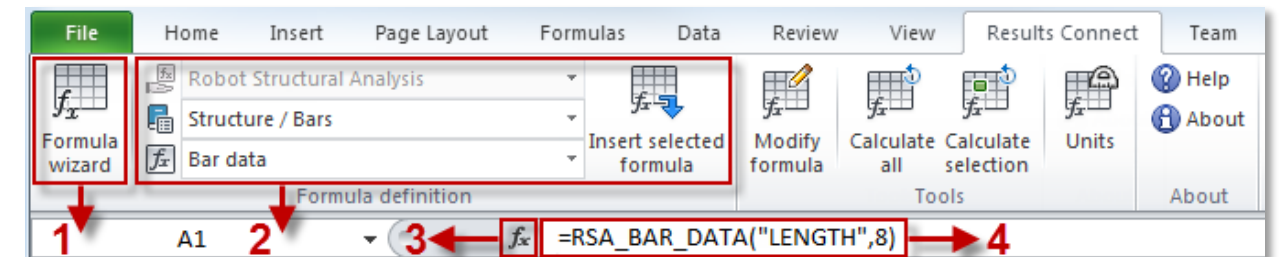 File Home Insert Page Layout Formulas Data Review View Results Connect Team
Robot Structural Analysis
Structure / Bars
Bar data
Formula
wizard
Insert selected
formula
Modify
formula
Calculate
all
Calculate
selection
Units
Help
About
Formula definition Tools About
1 A1 2 3 fx =RSA_BAR_DATA("LENGTH",8) 4